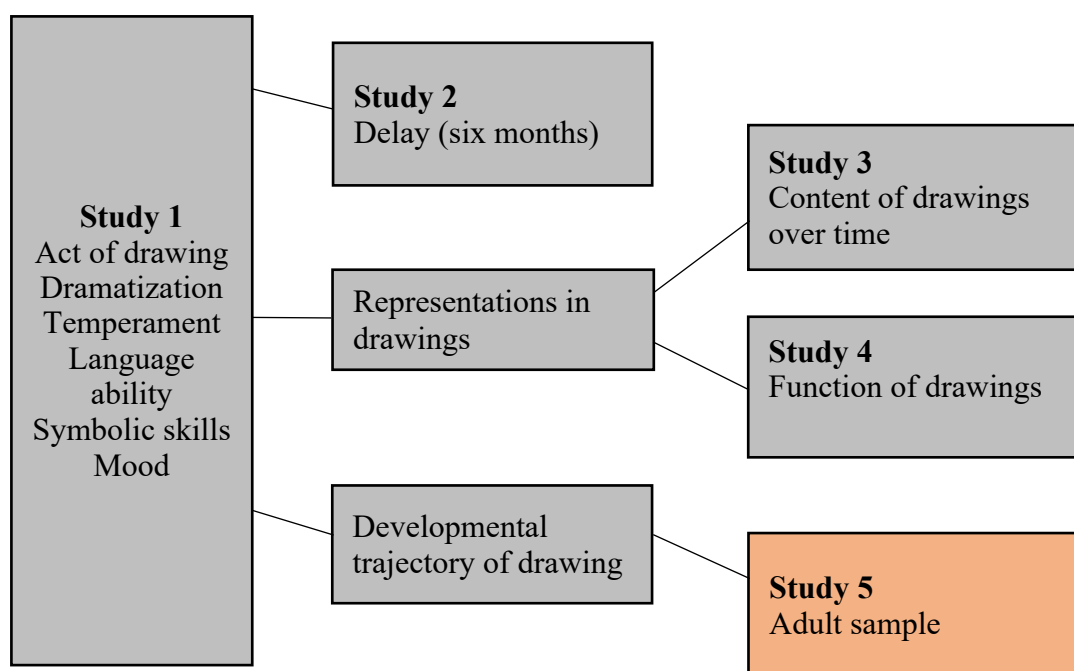 Study 1
Act of drawing
Dramatization
Temperament
Language
ability
Symbolic skills
Mood
Study 2
Delay (six months)
Representations in
drawings
Developmental
trajectory of drawing
Study 3
Content of drawings
over time
Study 4
Function of drawings
Study 5
Adult sample